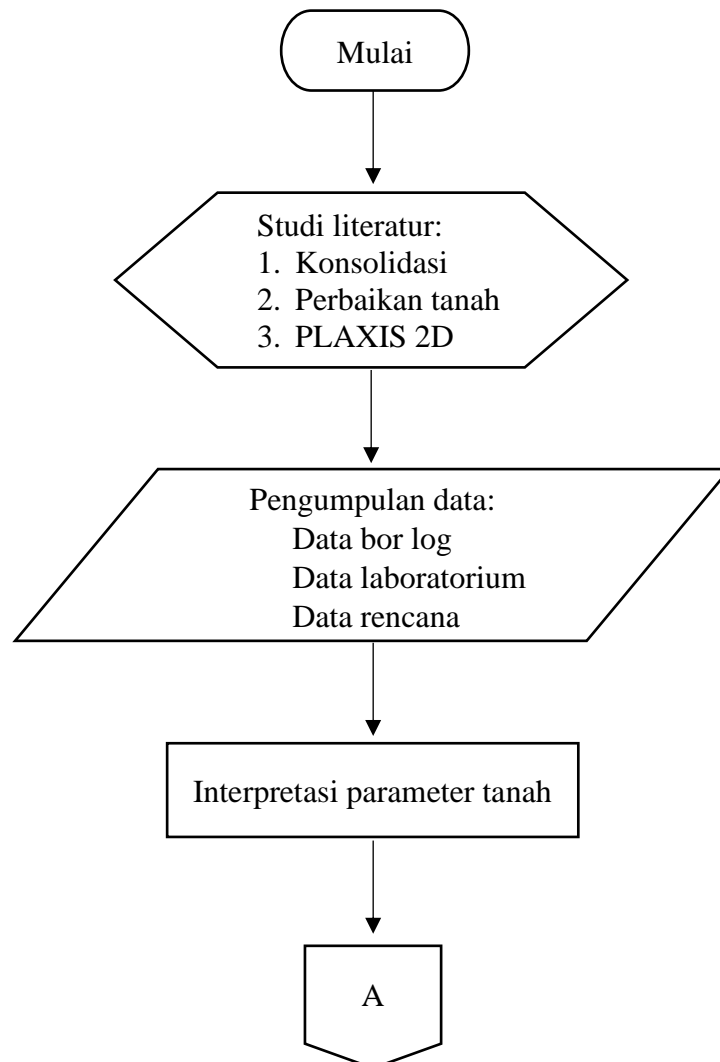 Mulai
Studi literatur:
1. Konsolidasi
2. Perbaikan tanah
3. PLAXIS 2D
Pengumpulan data:
Data bor log
Data laboratorium
Data rencana
Interpretasi parameter tanah
A